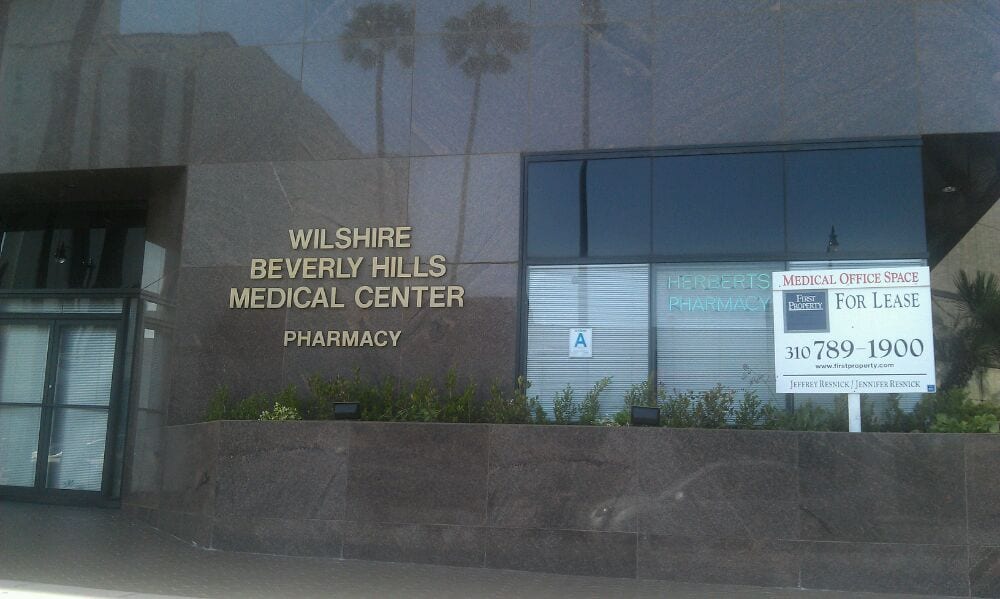 WILSHIRE
BEVERLY HILLS
MEDICAL CENTER
PHARMACY
HERBERTS
PHARMACY
A
MEDICAL OFFICE SPACE
FIRST
PROPERTY
FOR LEASE
310 789-1900
www.firstproperty.com
JEFFREY RESNICK / JENNIFER RESNICK